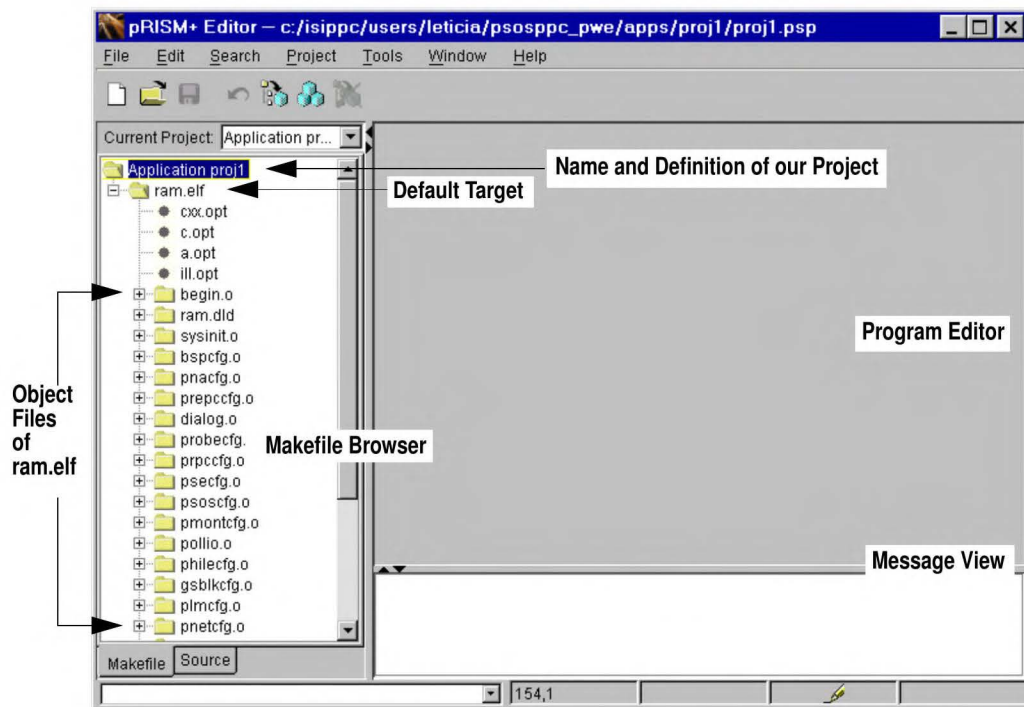 pRISM+ Editor – c:/isippc/users/leticia/psosppc_pwe/apps/proj1/proj1.psp
File Edit Search Project Tools Window Help
Current Project: Application pr...
Application proj1
Name and Definition of our Project
ram.elf
Default Target
cxx.opt
c.opt
a.opt
ill.opt
begin.o
ram.dld
sysinit.o
bspcfg.o
pnacfg.o
prepccfg.o
dialog.o
probecfg.
prpccfg.o
psecfg.o
psoscfg.o
pmontcfg.o
pollio.o
philecfg.o
gsblkcfg.o
plmcfg.o
pnetcfg.o
Object
Files
of
ram.elf
Makefile Browser
Program Editor
Message View
Makefile Source
154,1